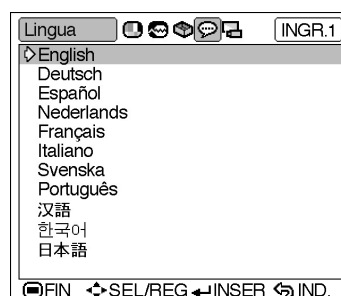 Lingua INGR.1
English
Deutsch
Español
Nederlands
Français
Italiano
Svenska
Português
汉語
한국어
日本語
FIN SEL/REG INSER IND.